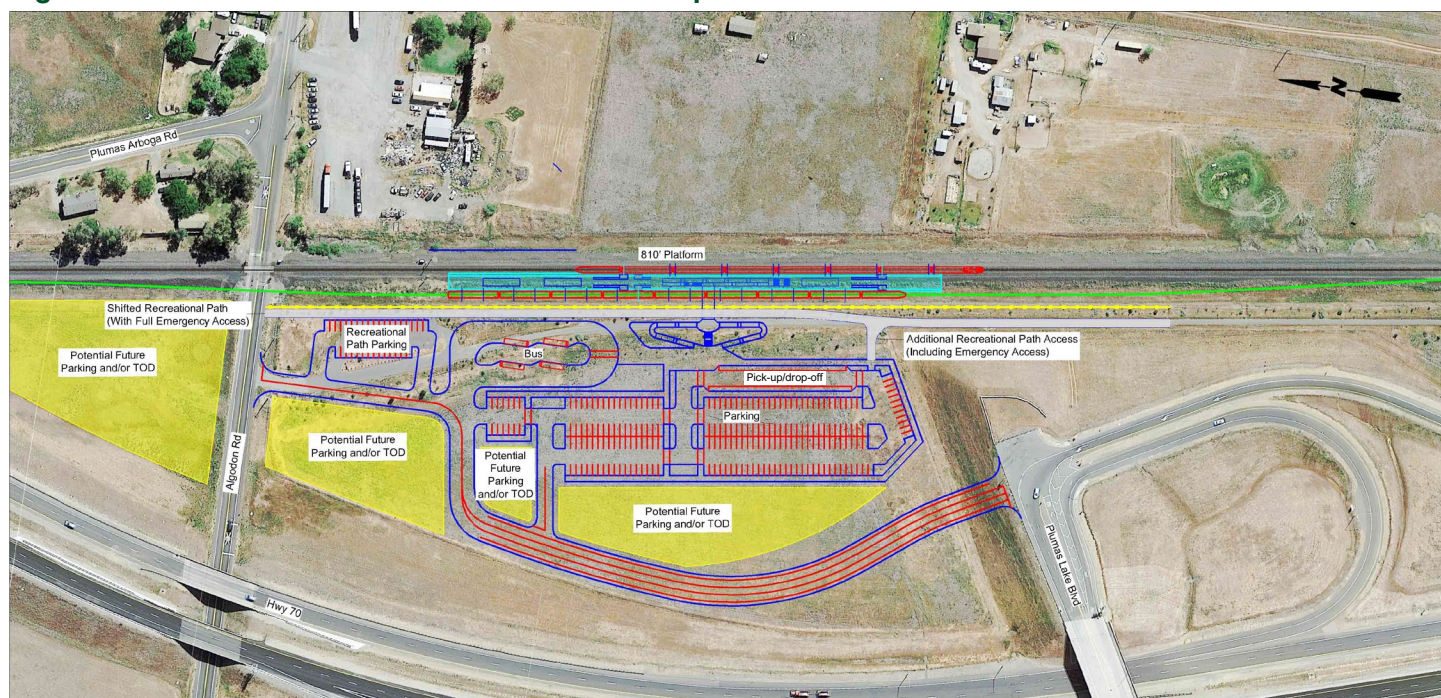 Plumas Arboga Rd
N
810' Platform
Shifted Recreational Path
(With Full Emergency Access)
Recreational
Path Parking
Additional Recreational Path Access
(Including Emergency Access)
Bus
Potential Future
Parking and/or TOD
Pick-up/drop-off
Parking
Algodon Rd
Potential Future
Parking and/or TOD
Potential
Future
Parking
and/or TOD
Potential Future
Parking and/or TOD
Plumas Lake Blvd
Hwy 70